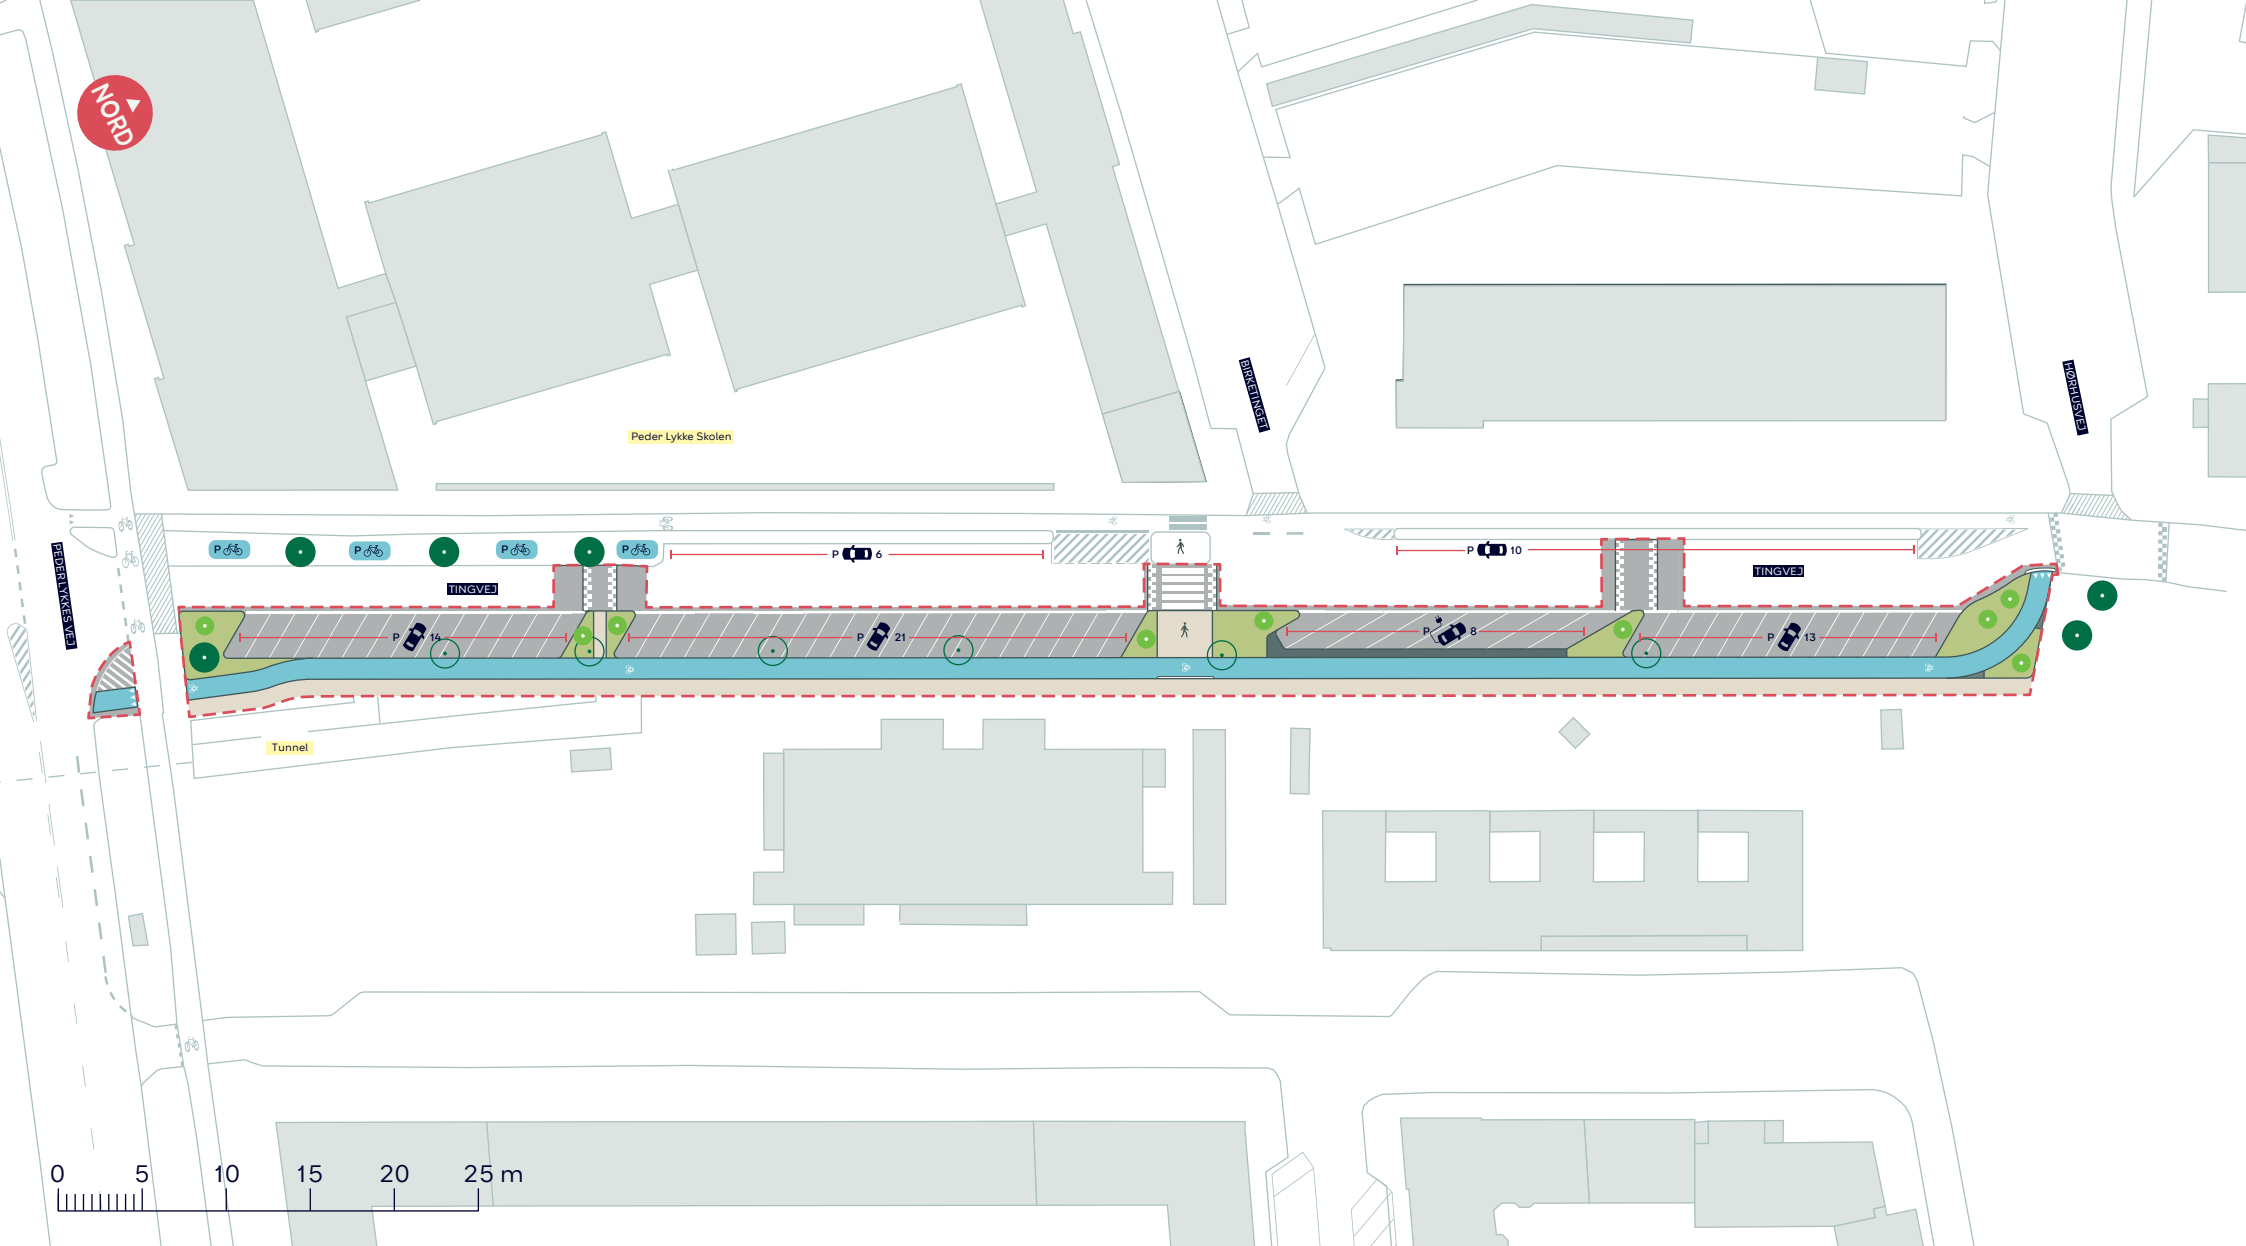 NORD
BIRKETINGET
HØRHUSVEJ
Peder Lykke Skolen
P
P
P
P
P 6
P 10
PEDER LYKKES VEJ
TINGVEJ
TINGVEJ
P 14
P 21
P 8
P 13
Tunnel
0 5 10 15 20 25 m